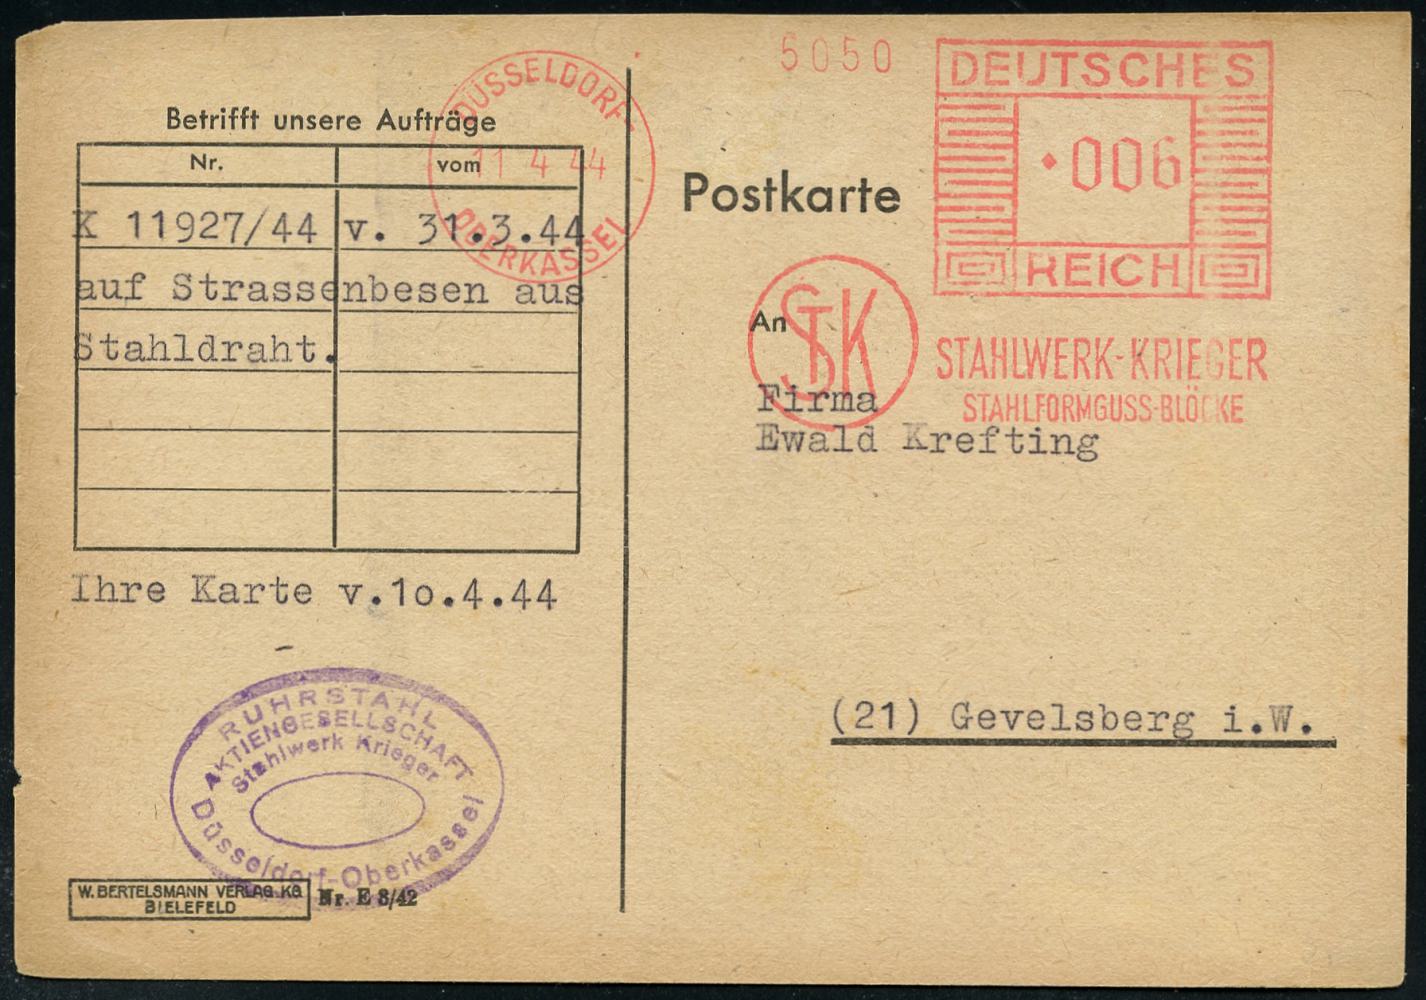 Betrifft unsere Aufträge
Nr. vom
K 11927/44 v. 31.3.44
auf Strassenbesen aus
Stahldraht.
Ihre Karte v.1o.4.44
RUHRSTAHL
AKTIENGESELLSCHAFT
Stahlwerk Krieger
Düsseldorf-Oberkassel
W. BERTELSMANN VERLAG KG
BIELEFELD
Nr. E 8/42
DÜSSELDORF
11 4 44
OBERKASSEL
5050
DEUTSCHES
006
REICH
Postkarte
STK
STAHLWERK-KRIEGER
STAHLFORMGUSS-BLÖCKE
An
Firma
Ewald Krefting
(21) Gevelsberg i.W.